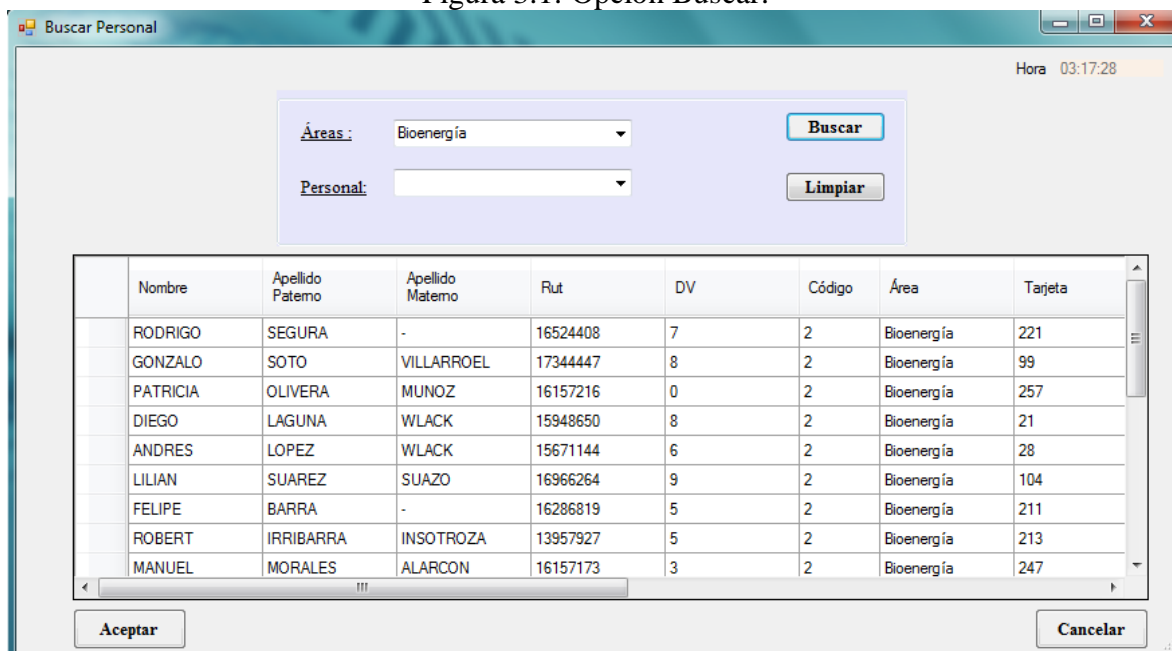 Figura 3.1: Opción Buscar.
Buscar Personal
Hora 03:17:28
Áreas : Bioenergía Buscar
Personal: Limpiar
Nombre Apellido Paterno Apellido Materno Rut DV Código Área Tarjeta
RODRIGO SEGURA - 16524408 7 2 Bioenergía 221
GONZALO SOTO VILLARROEL 17344447 8 2 Bioenergía 99
PATRICIA OLIVERA MUNOZ 16157216 0 2 Bioenergía 257
DIEGO LAGUNA WLACK 15948650 8 2 Bioenergía 21
ANDRES LOPEZ WLACK 15671144 6 2 Bioenergía 28
LILIAN SUAREZ SUAZO 16966264 9 2 Bioenergía 104
FELIPE BARRA - 16286819 5 2 Bioenergía 211
ROBERT IRRIBARRA INSOTROZA 13957927 5 2 Bioenergía 213
MANUEL MORALES ALARCON 16157173 3 2 Bioenergía 247
Aceptar Cancelar